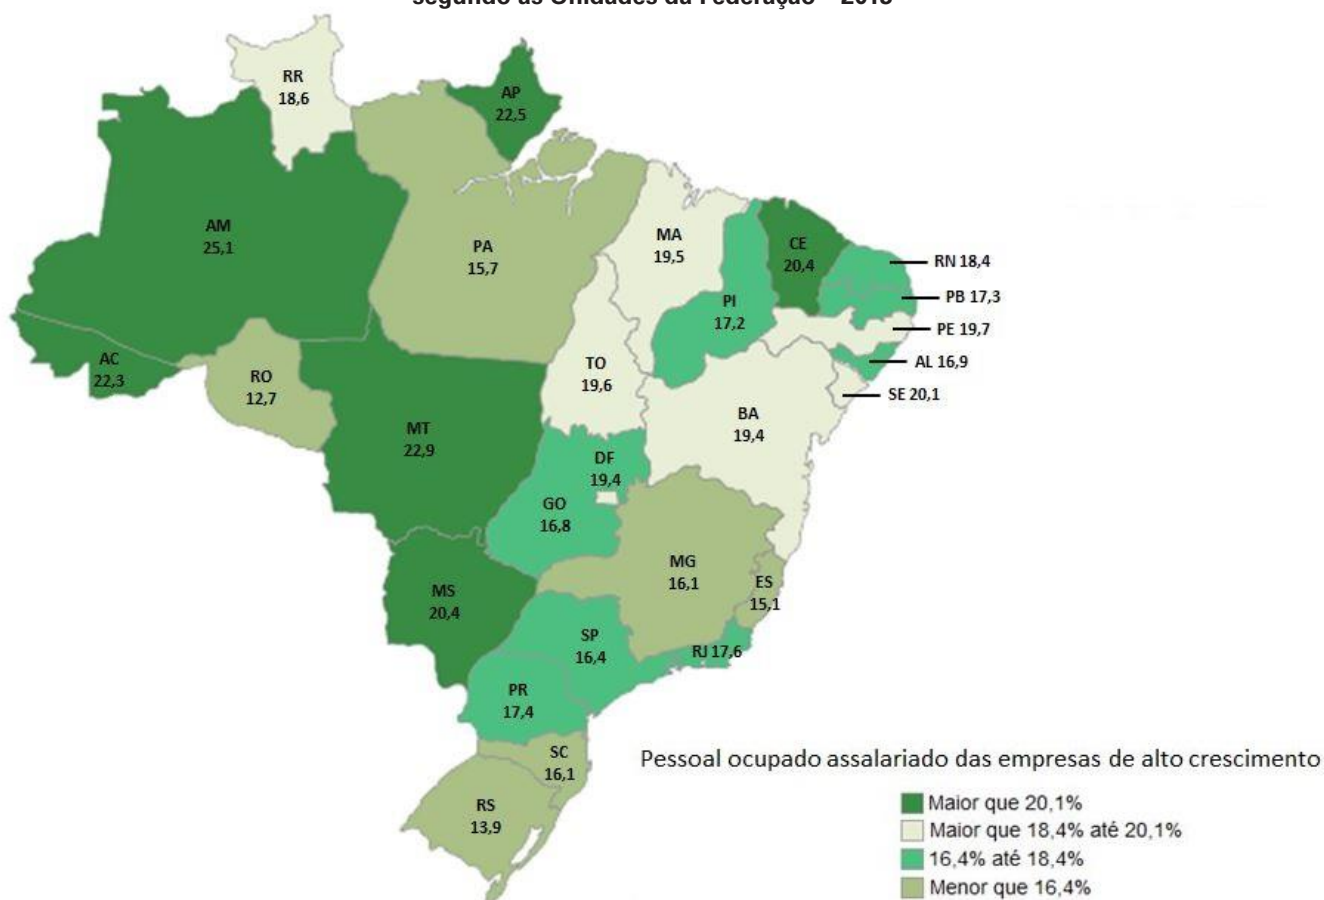 segundo as Unidades da Federação –
RR
18,6
AP
22,5
AM
25,1
PA
15,7
MA
19,5
CE
20,4
RN 18,4
PB 17,3
PI
17,2
PE 19,7
AC
22,3
RO
12,7
TO
19,6
AL 16,9
SE 20,1
MT
22,9
BA
19,4
DF
19,4
GO
16,8
MG
16,1
ES
15,1
MS
20,4
SP
16,4
RJ 17,6
PR
17,4
SC
16,1
RS
13,9
Pessoal ocupado assalariado das empresas de alto crescimento
Maior que 20,1%
Maior que 18,4% até 20,1%
16,4% até 18,4%
Menor que 16,4%